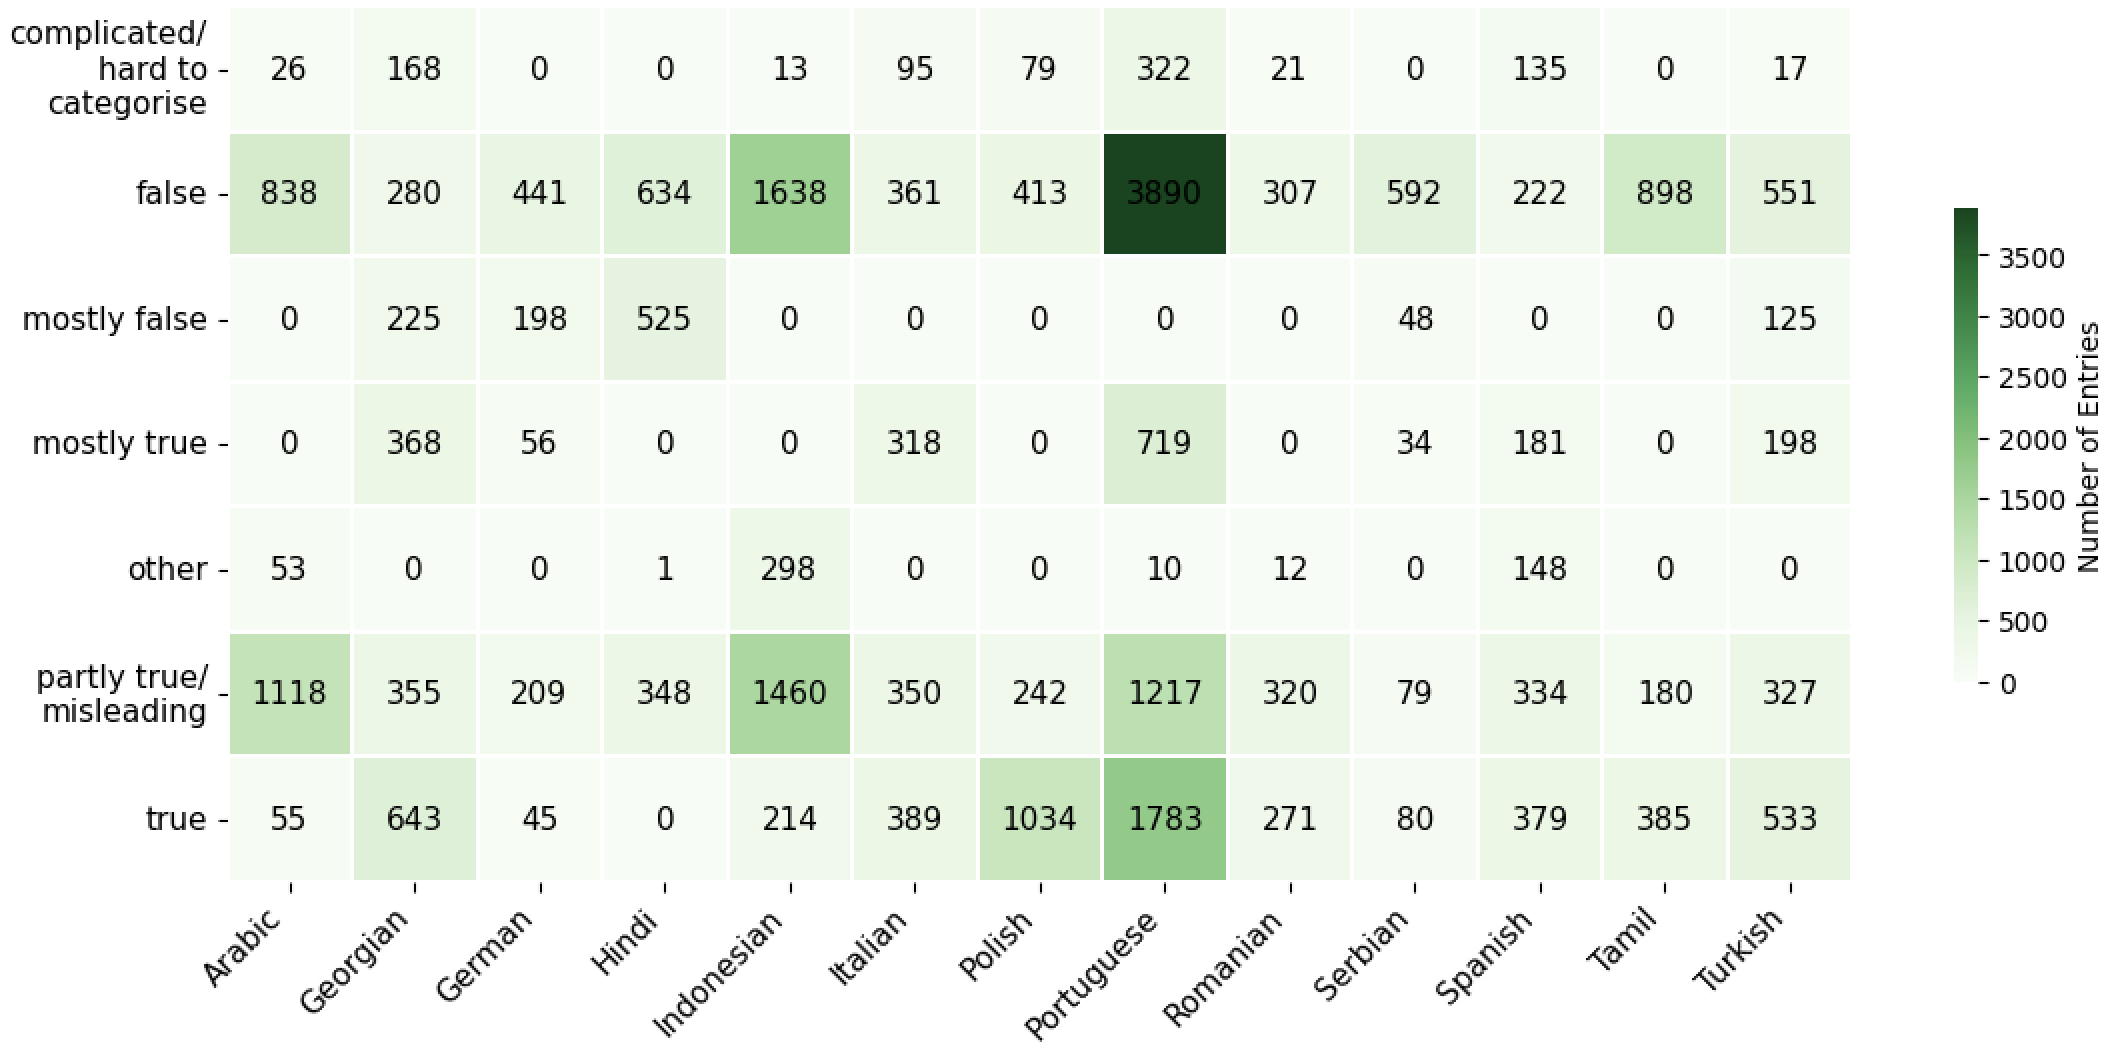 complicated/
hard to
categorise
26 168 0 0 13 95 79 322 21 0 135 0 17
false 838 280 441 634 1638 361 413 3890 307 592 222 898 551
mostly false 0 225 198 525 0 0 0 0 0 48 0 0 125
mostly true 0 368 56 0 0 318 0 719 0 34 181 0 198
other 53 0 0 1 298 0 0 10 12 0 148 0 0
partly true/
misleading
1118 355 209 348 1460 350 242 1217 320 79 334 180 327
true 55 643 45 0 214 389 1034 1783 271 80 379 385 533
Arabic Georgian German Hindi Indonesian Italian Polish Portuguese Romanian Serbian Spanish Tamil Turkish
3500
3000
2500
2000
1500
1000
500
0
Number of Entries